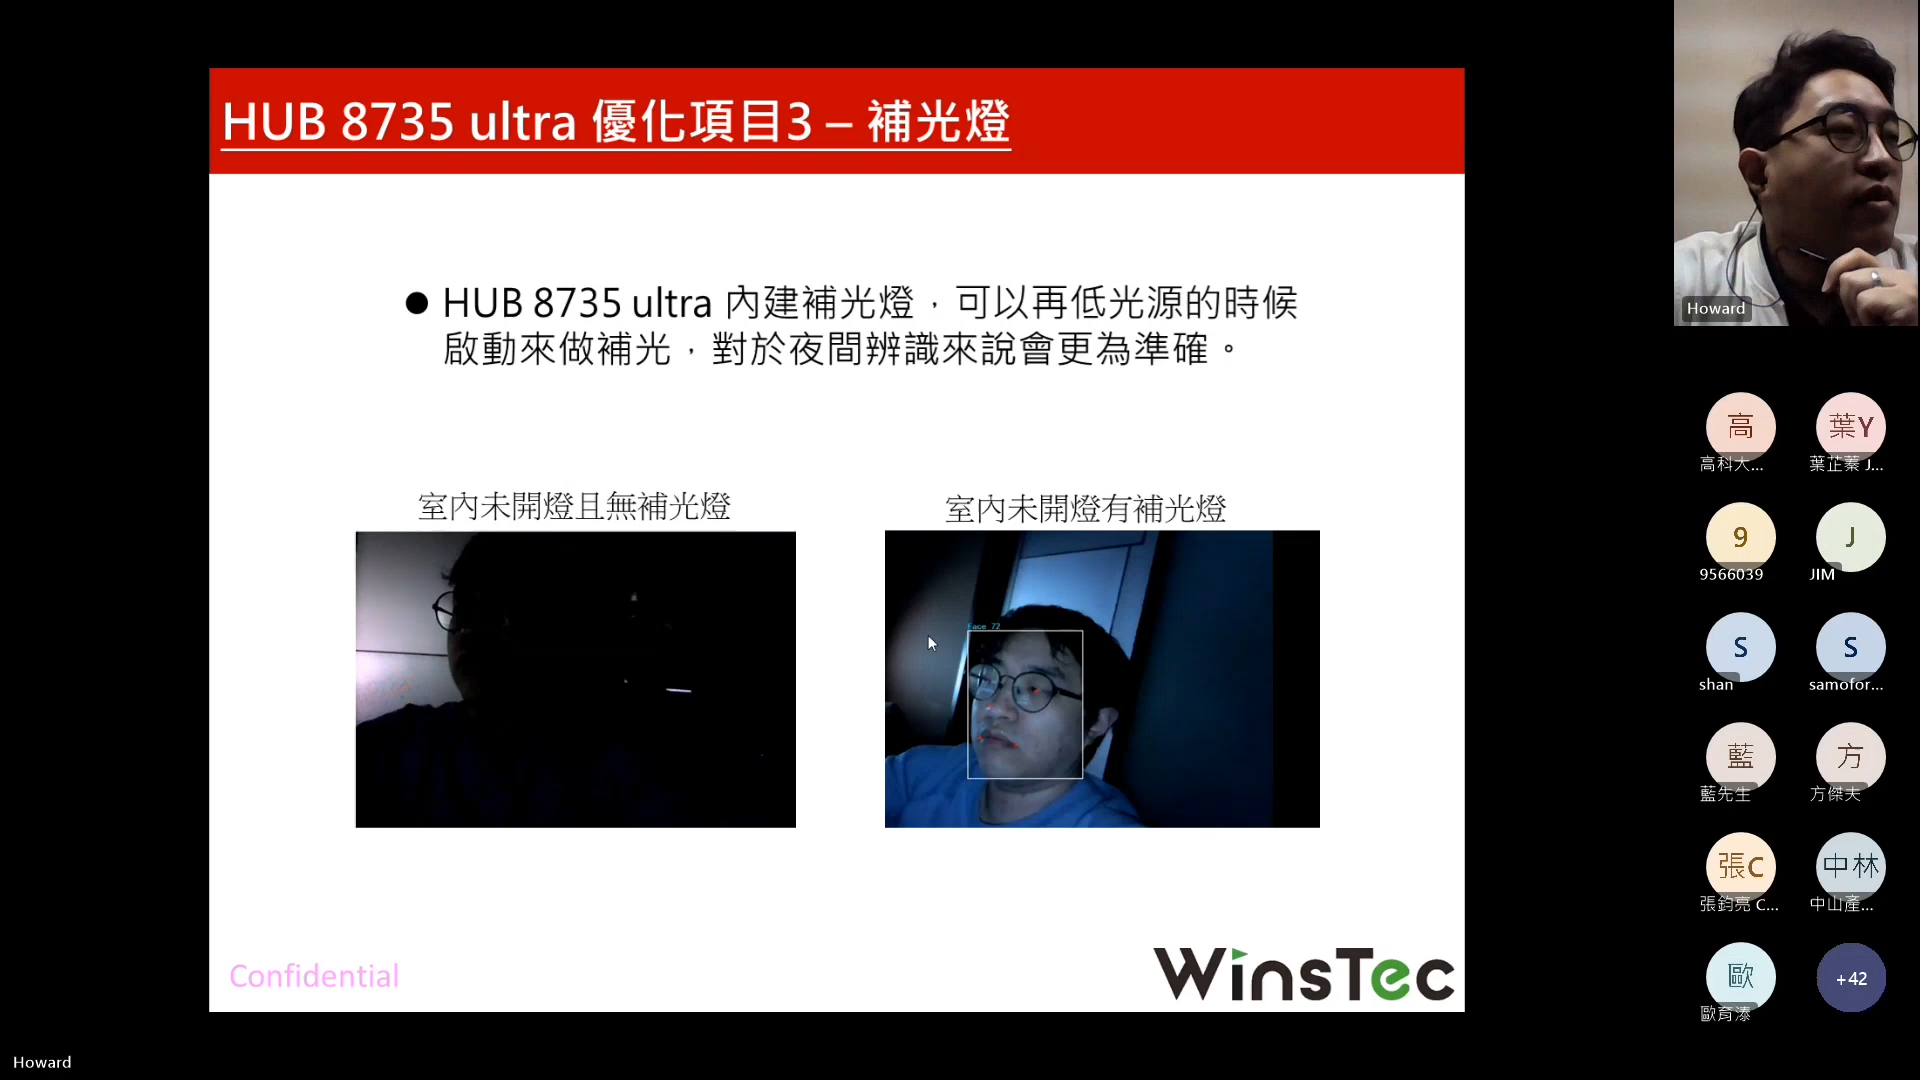 HUB 8735 ultra 優化項目3 – 補光燈
● HUB 8735 ultra 內建補光燈，可以再低光源的時候
啟動來做補光，對於夜間辨識來說會更為準確。
室內未開燈且無補光燈
室內未開燈有補光燈
Face 72
Confidential
WinsTec
Howard
高
葉Y
高科大...
葉芷蓁 J...
9
J
9566039
JIM
S
S
shan
samofor...
藍
方
藍先生
方傑夫
張C
中林
張鈞亮 C...
中山產...
歐
+42
歐育溙
Howard